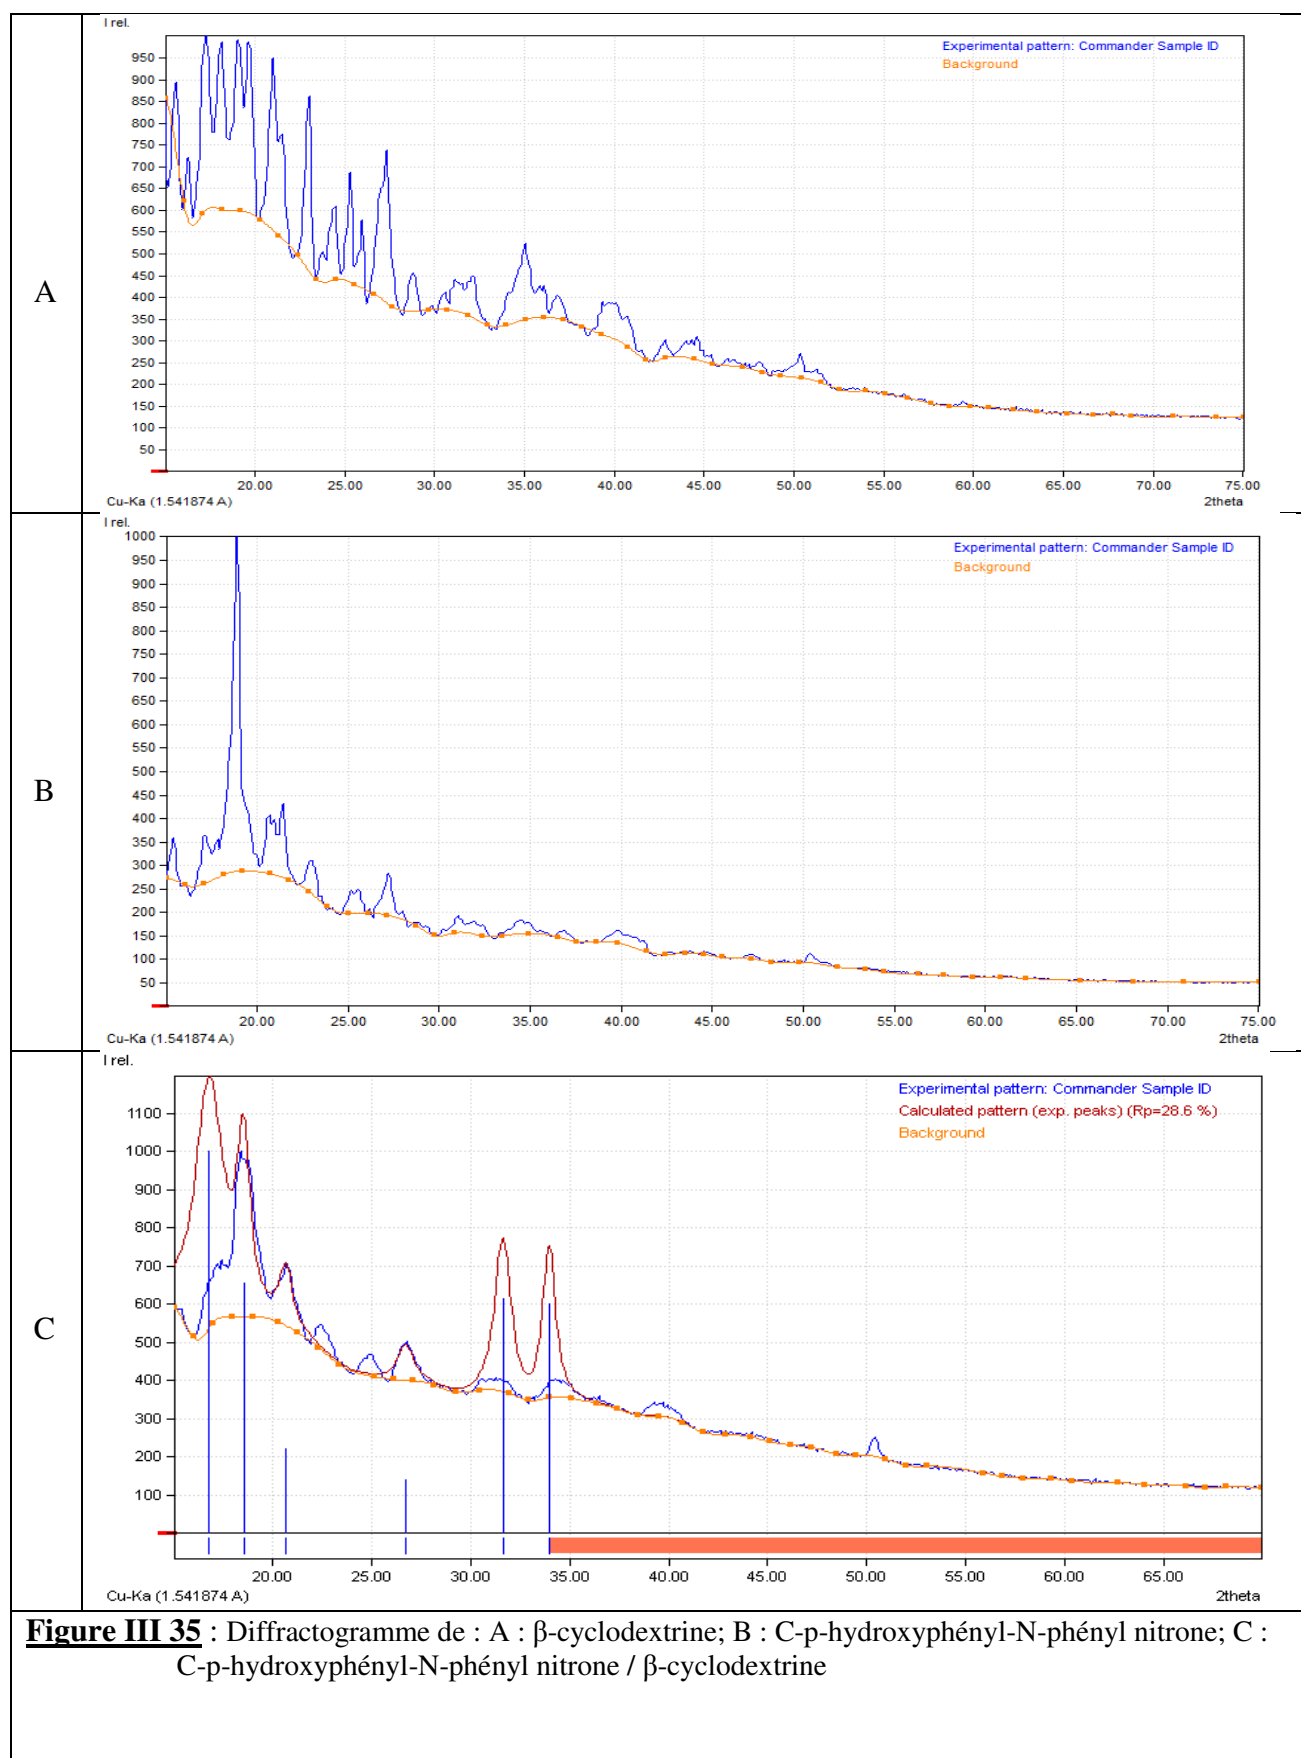 A
I rel.
Experimental pattern: Commander Sample ID
Background
950
900
850
800
750
700
650
600
550
500
450
400
350
300
250
200
150
100
50
20.00 25.00 30.00 35.00 40.00 45.00 50.00 55.00 60.00 65.00 70.00 75.00
Cu-Ka (1.541874 A) 2theta
B
I rel.
Experimental pattern: Commander Sample ID
Background
1000
950
900
850
800
750
700
650
600
550
500
450
400
350
300
250
200
150
100
50
20.00 25.00 30.00 35.00 40.00 45.00 50.00 55.00 60.00 65.00 70.00 75.00
Cu-Ka (1.541874 A) 2theta
C
I rel.
Experimental pattern: Commander Sample ID
Calculated pattern (exp. peaks) (Rp=28.6 %)
Background
1100
1000
900
800
700
600
500
400
300
200
100
20.00 25.00 30.00 35.00 40.00 45.00 50.00 55.00 60.00 65.00
Cu-Ka (1.541874 A) 2theta
Figure III 35 : Diffractogramme de : A : β-cyclodextrine; B : C-p-hydroxyphényl-N-phényl nitrone; C :
C-p-hydroxyphényl-N-phényl nitrone / β-cyclodextrine